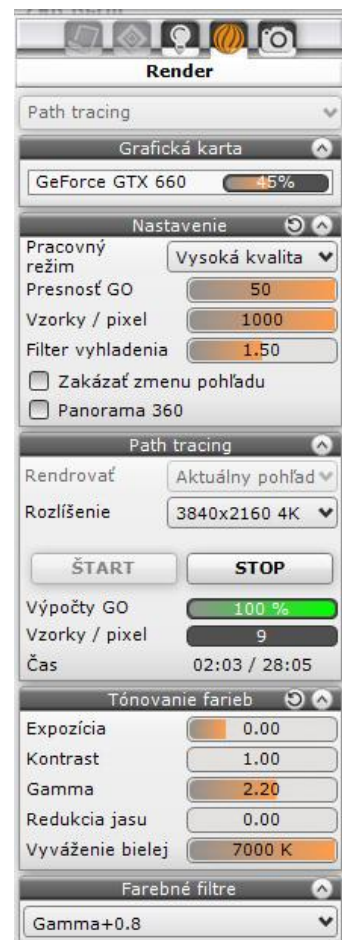 Render
Path tracing
Grafická karta
GeForce GTX 660 45%
Nastavenie
Pracovný režim Vysoká kvalita
Presnosť GO 50
Vzorky / pixel 1000
Filter vyhladenia 1.50
Zakázať zmenu pohľadu
Panorama 360
Path tracing
Rendrovať Aktuálny pohľad
Rozlíšenie 3840x2160 4K
ŠTART STOP
Výpočty GO 100 %
Vzorky / pixel 9
Čas 02:03 / 28:05
Tónovanie farieb
Expozícia 0.00
Kontrast 1.00
Gamma 2.20
Redukcia jasu 0.00
Vyváženie bielej 7000 K
Farebné filtre
Gamma+0.8